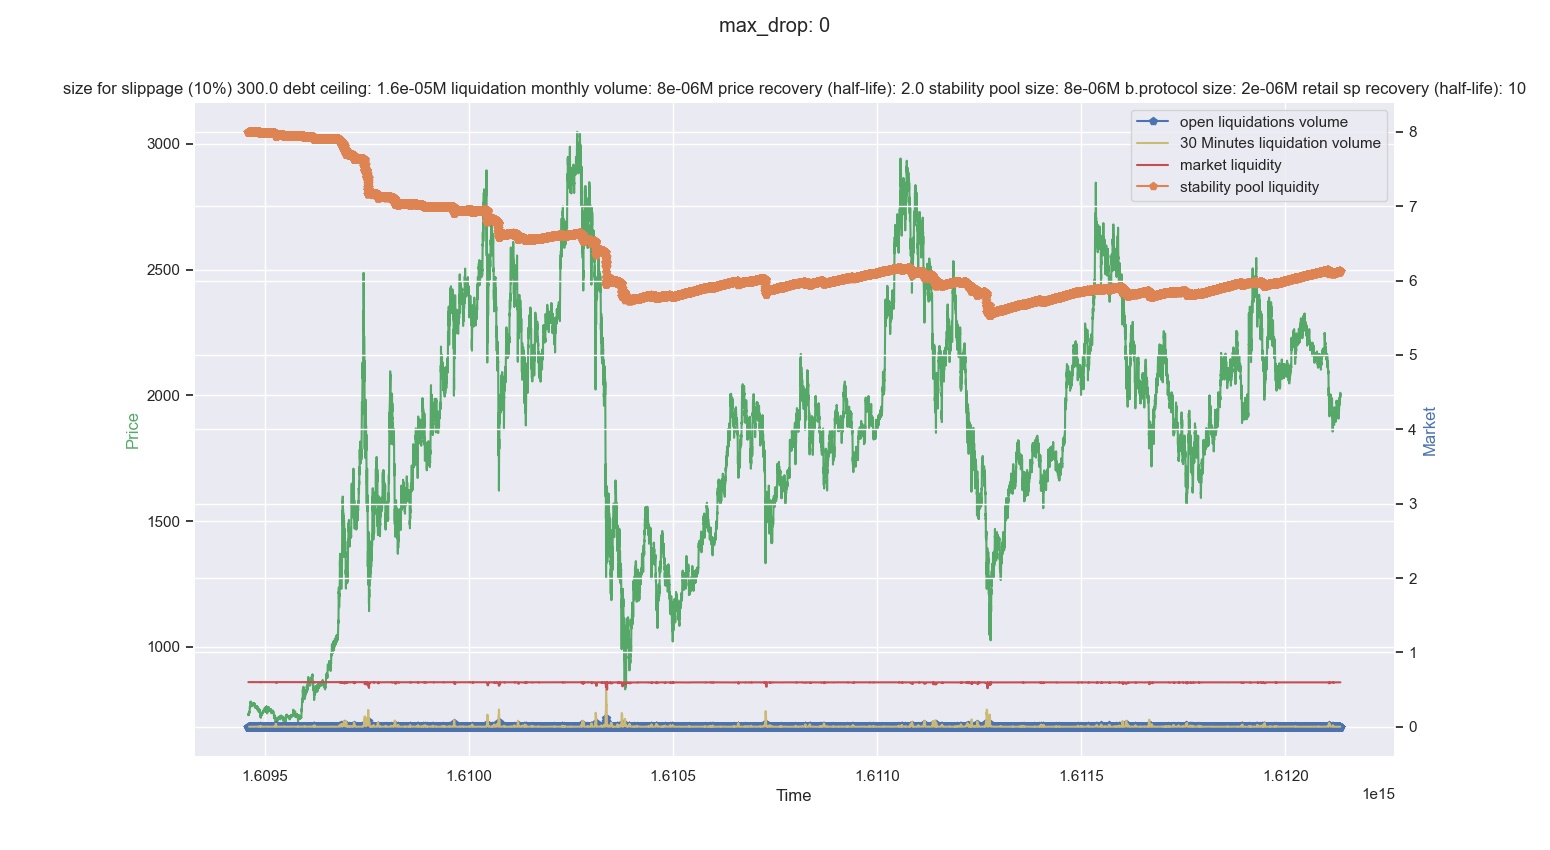 max_drop: 0
size for slippage (10%) 300.0 debt ceiling: 1.6e-05M liquidation monthly volume: 8e-06M price recovery (half-life): 2.0 stability pool size: 8e-06M b.protocol size: 2e-06M retail sp recovery (half-life): 10
open liquidations volume
30 Minutes liquidation volume
market liquidity
stability pool liquidity
3000
2500
2000
1500
1000
Price
8
7
6
5
4
3
2
1
0
Market
1.6095 1.6100 1.6105 1.6110 1.6115 1.6120
1e15
Time